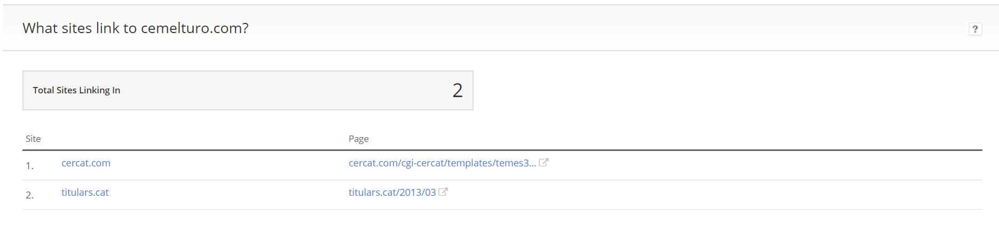 What sites link to cemelturo.com?
?
Total Sites Linking In 2
Site Page
1. cercat.com cercat.com/cgi-cercat/templates/temes3...
2. titulars.cat titulars.cat/2013/03